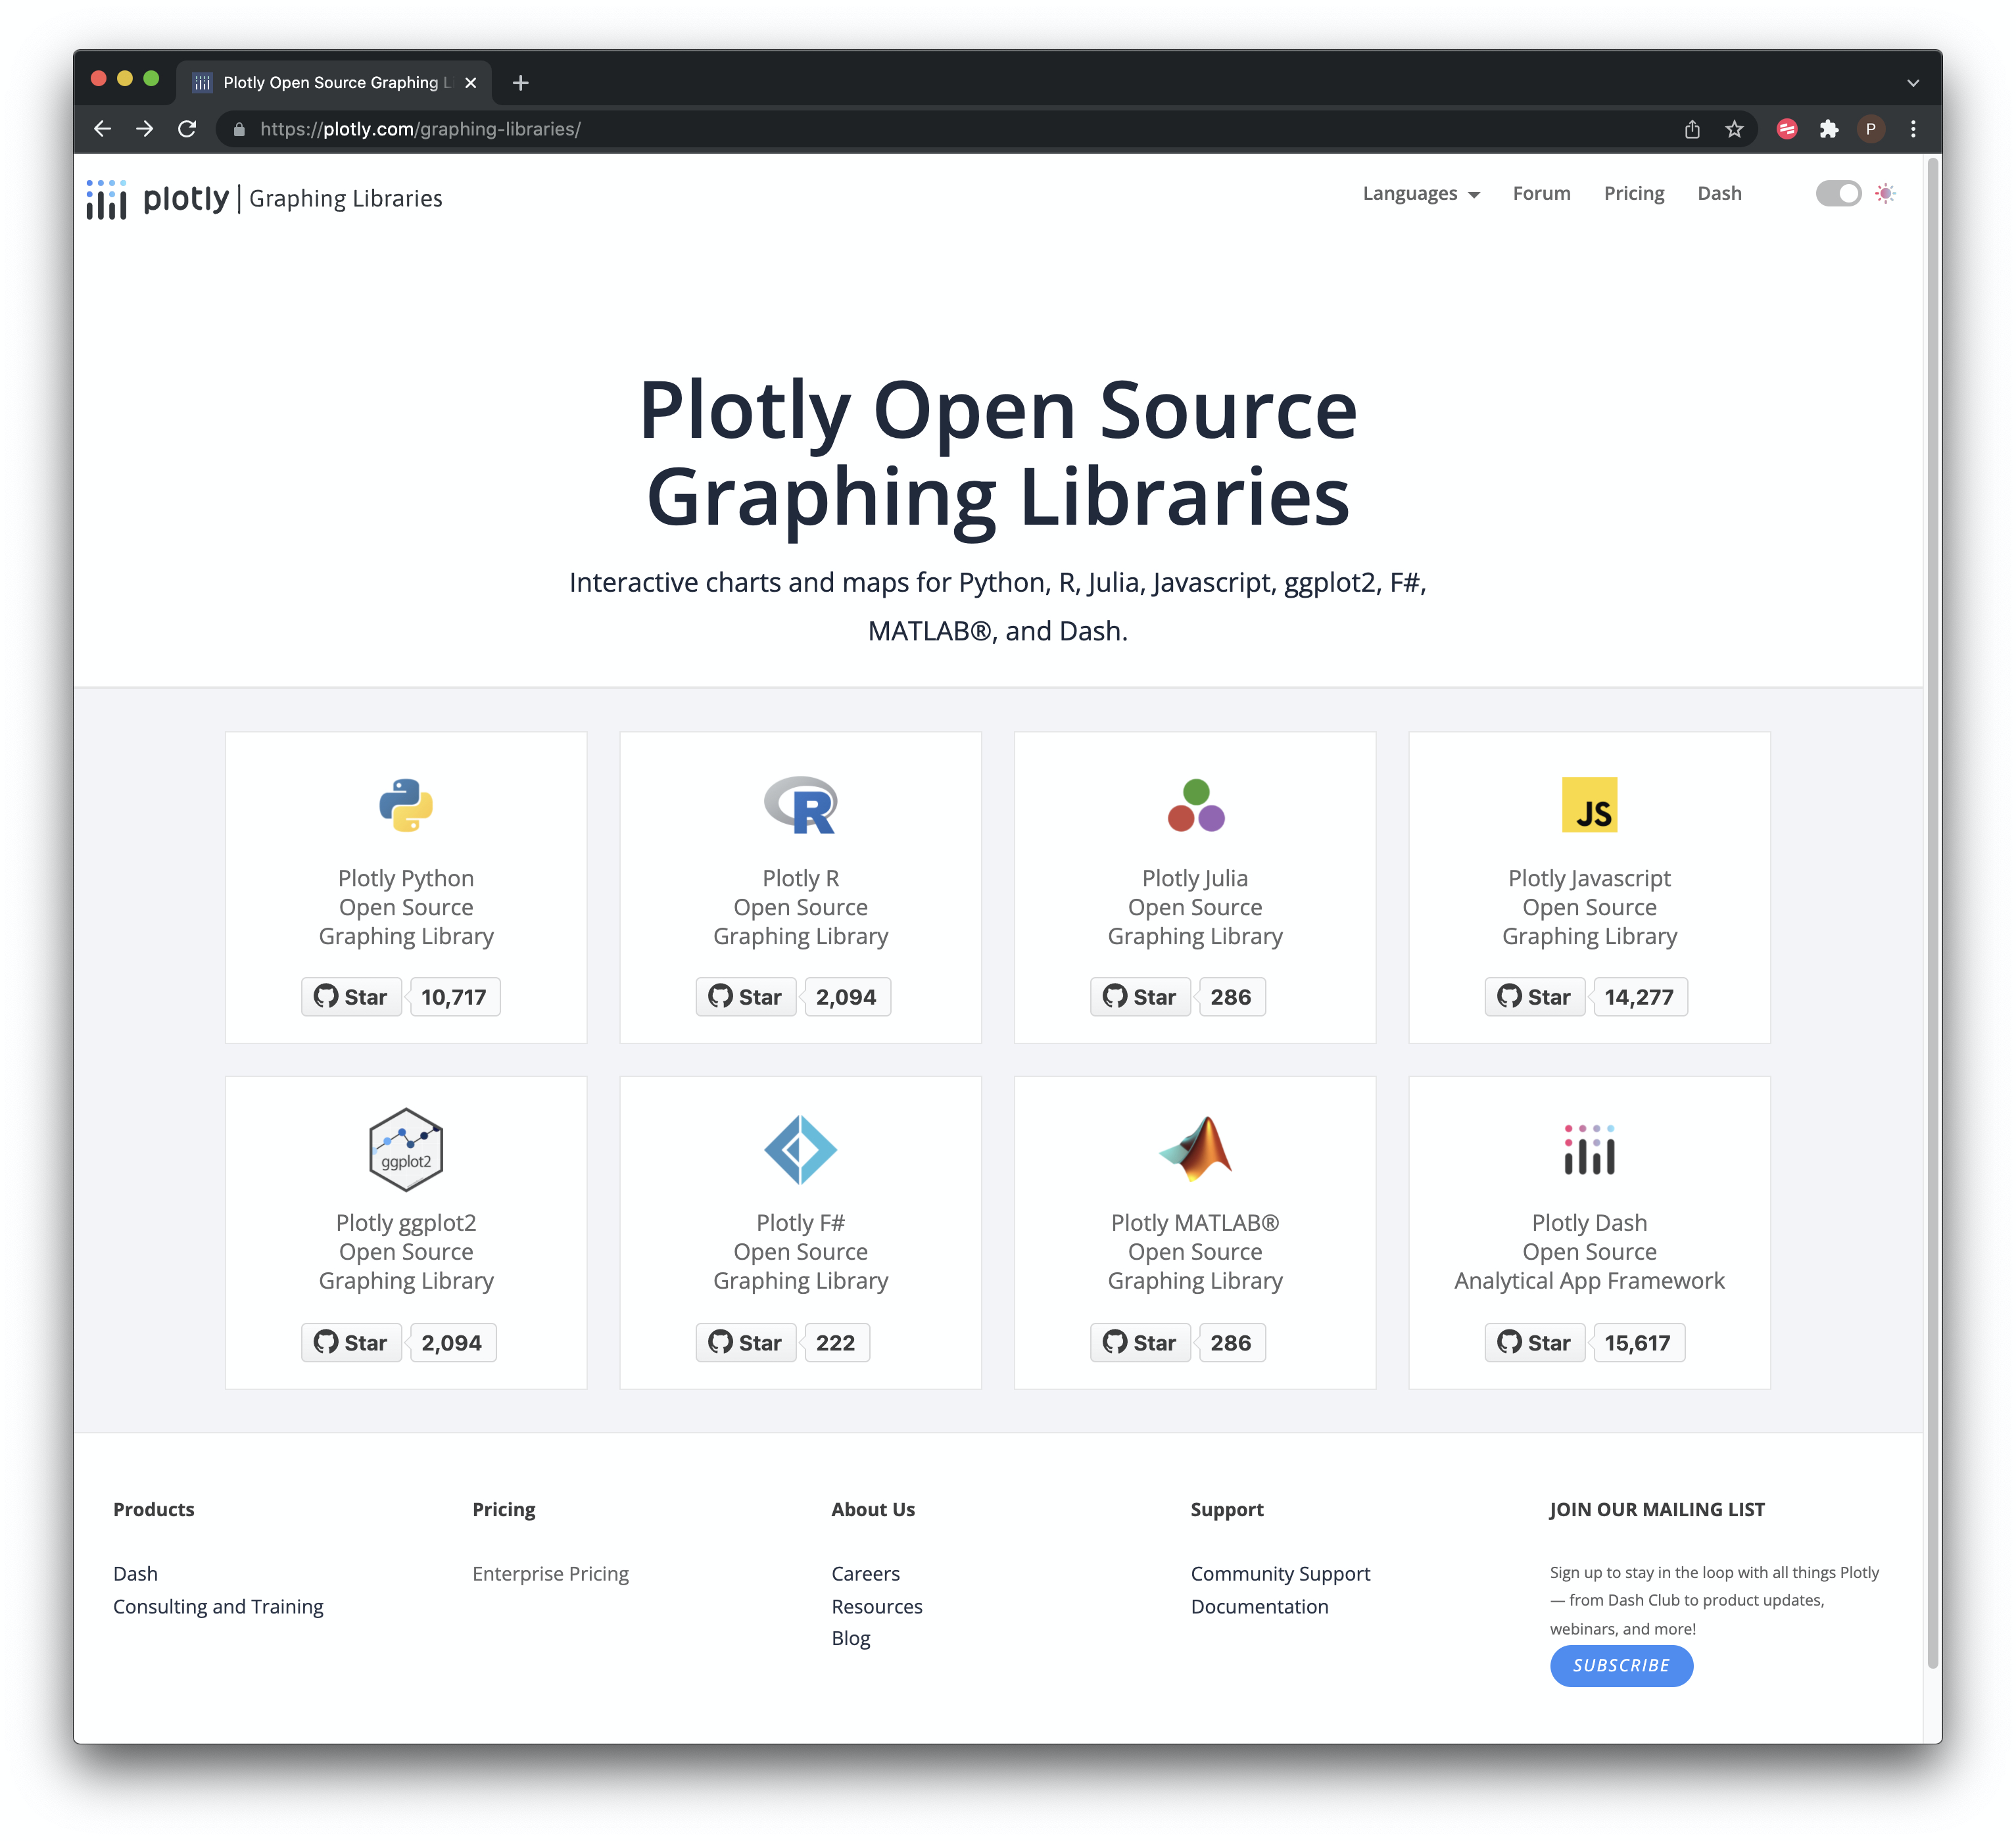 Plotly Open Source Graphing L
https://plotly.com/graphing-libraries/
P
plotly | Graphing Libraries
Languages
Forum
Pricing
Dash
Plotly Open Source
Graphing Libraries
Interactive charts and maps for Python, R, Julia, Javascript, ggplot2, F#,
MATLAB®, and Dash.
Plotly Python
Open Source
Graphing Library
Star 10,717
R
Plotly R
Open Source
Graphing Library
Star 2,094
Plotly Julia
Open Source
Graphing Library
Star 286
JS
Plotly Javascript
Open Source
Graphing Library
Star 14,277
ggplot2
Plotly ggplot2
Open Source
Graphing Library
Star 2,094
Plotly F#
Open Source
Graphing Library
Star 222
Plotly MATLAB®
Open Source
Graphing Library
Star 286
Plotly Dash
Open Source
Analytical App Framework
Star 15,617
Products
Dash
Consulting and Training
Pricing
Enterprise Pricing
About Us
Careers
Resources
Blog
Support
Community Support
Documentation
JOIN OUR MAILING LIST
Sign up to stay in the loop with all things Plotly
— from Dash Club to product updates,
webinars, and more!
SUBSCRIBE